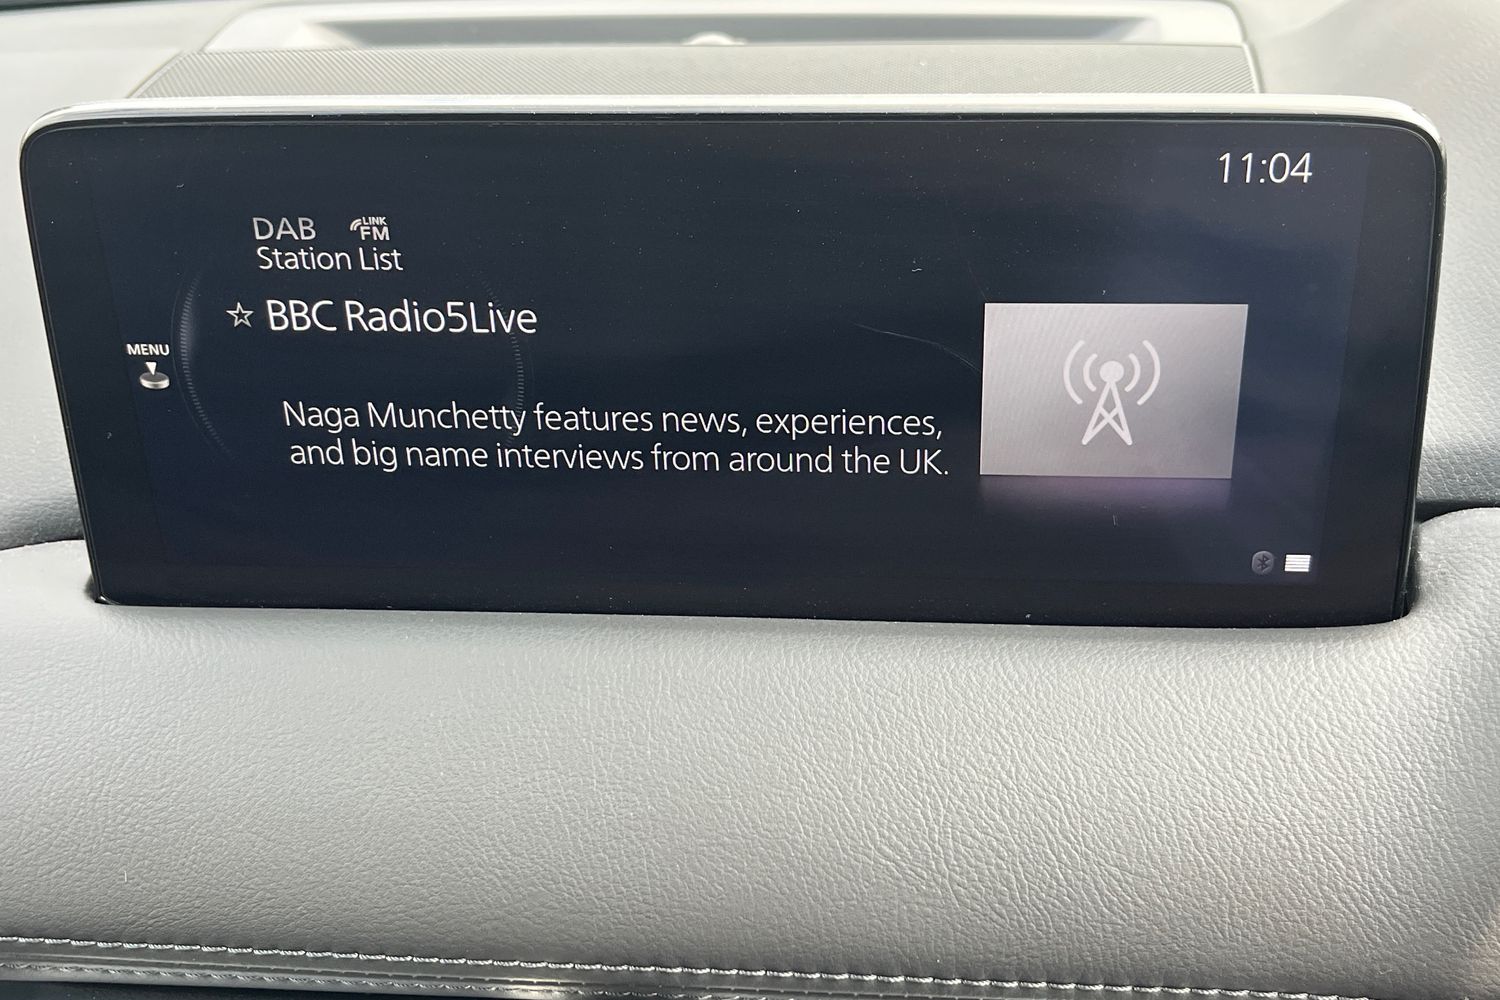 11:04
DAB LINK FM
Station List
☆ BBC Radio5Live
MENU
Naga Munchetty features news, experiences,
and big name interviews from around the UK.